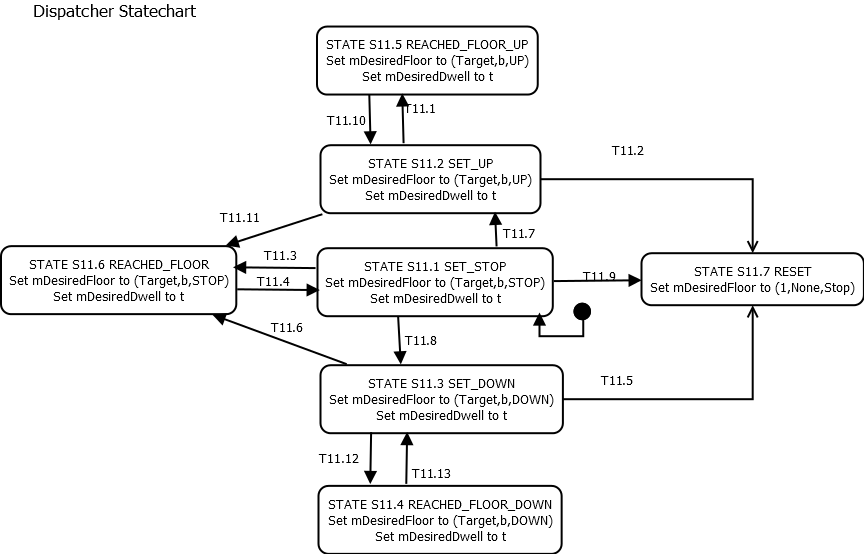 Dispatcher Statechart
STATE S11.5 REACHED_FLOOR_UP
Set mDesiredFloor to (Target,b,UP)
Set mDesiredDwell to t
T11.10
T11.1
STATE S11.2 SET_UP
Set mDesiredFloor to (Target,b,UP)
Set mDesiredDwell to t
T11.2
T11.11
T11.7
STATE S11.6 REACHED_FLOOR
Set mDesiredFloor to (Target,b,STOP)
Set mDesiredDwell to t
T11.3
T11.4
STATE S11.1 SET_STOP
Set mDesiredFloor to (Target,b,STOP)
Set mDesiredDwell to t
T11.9
STATE S11.7 RESET
Set mDesiredFloor to (1,None,Stop)
T11.6
T11.8
STATE S11.3 SET_DOWN
Set mDesiredFloor to (Target,b,DOWN)
Set mDesiredDwell to t
T11.5
T11.12
T11.13
STATE S11.4 REACHED_FLOOR_DOWN
Set mDesiredFloor to (Target,b,DOWN)
Set mDesiredDwell to t